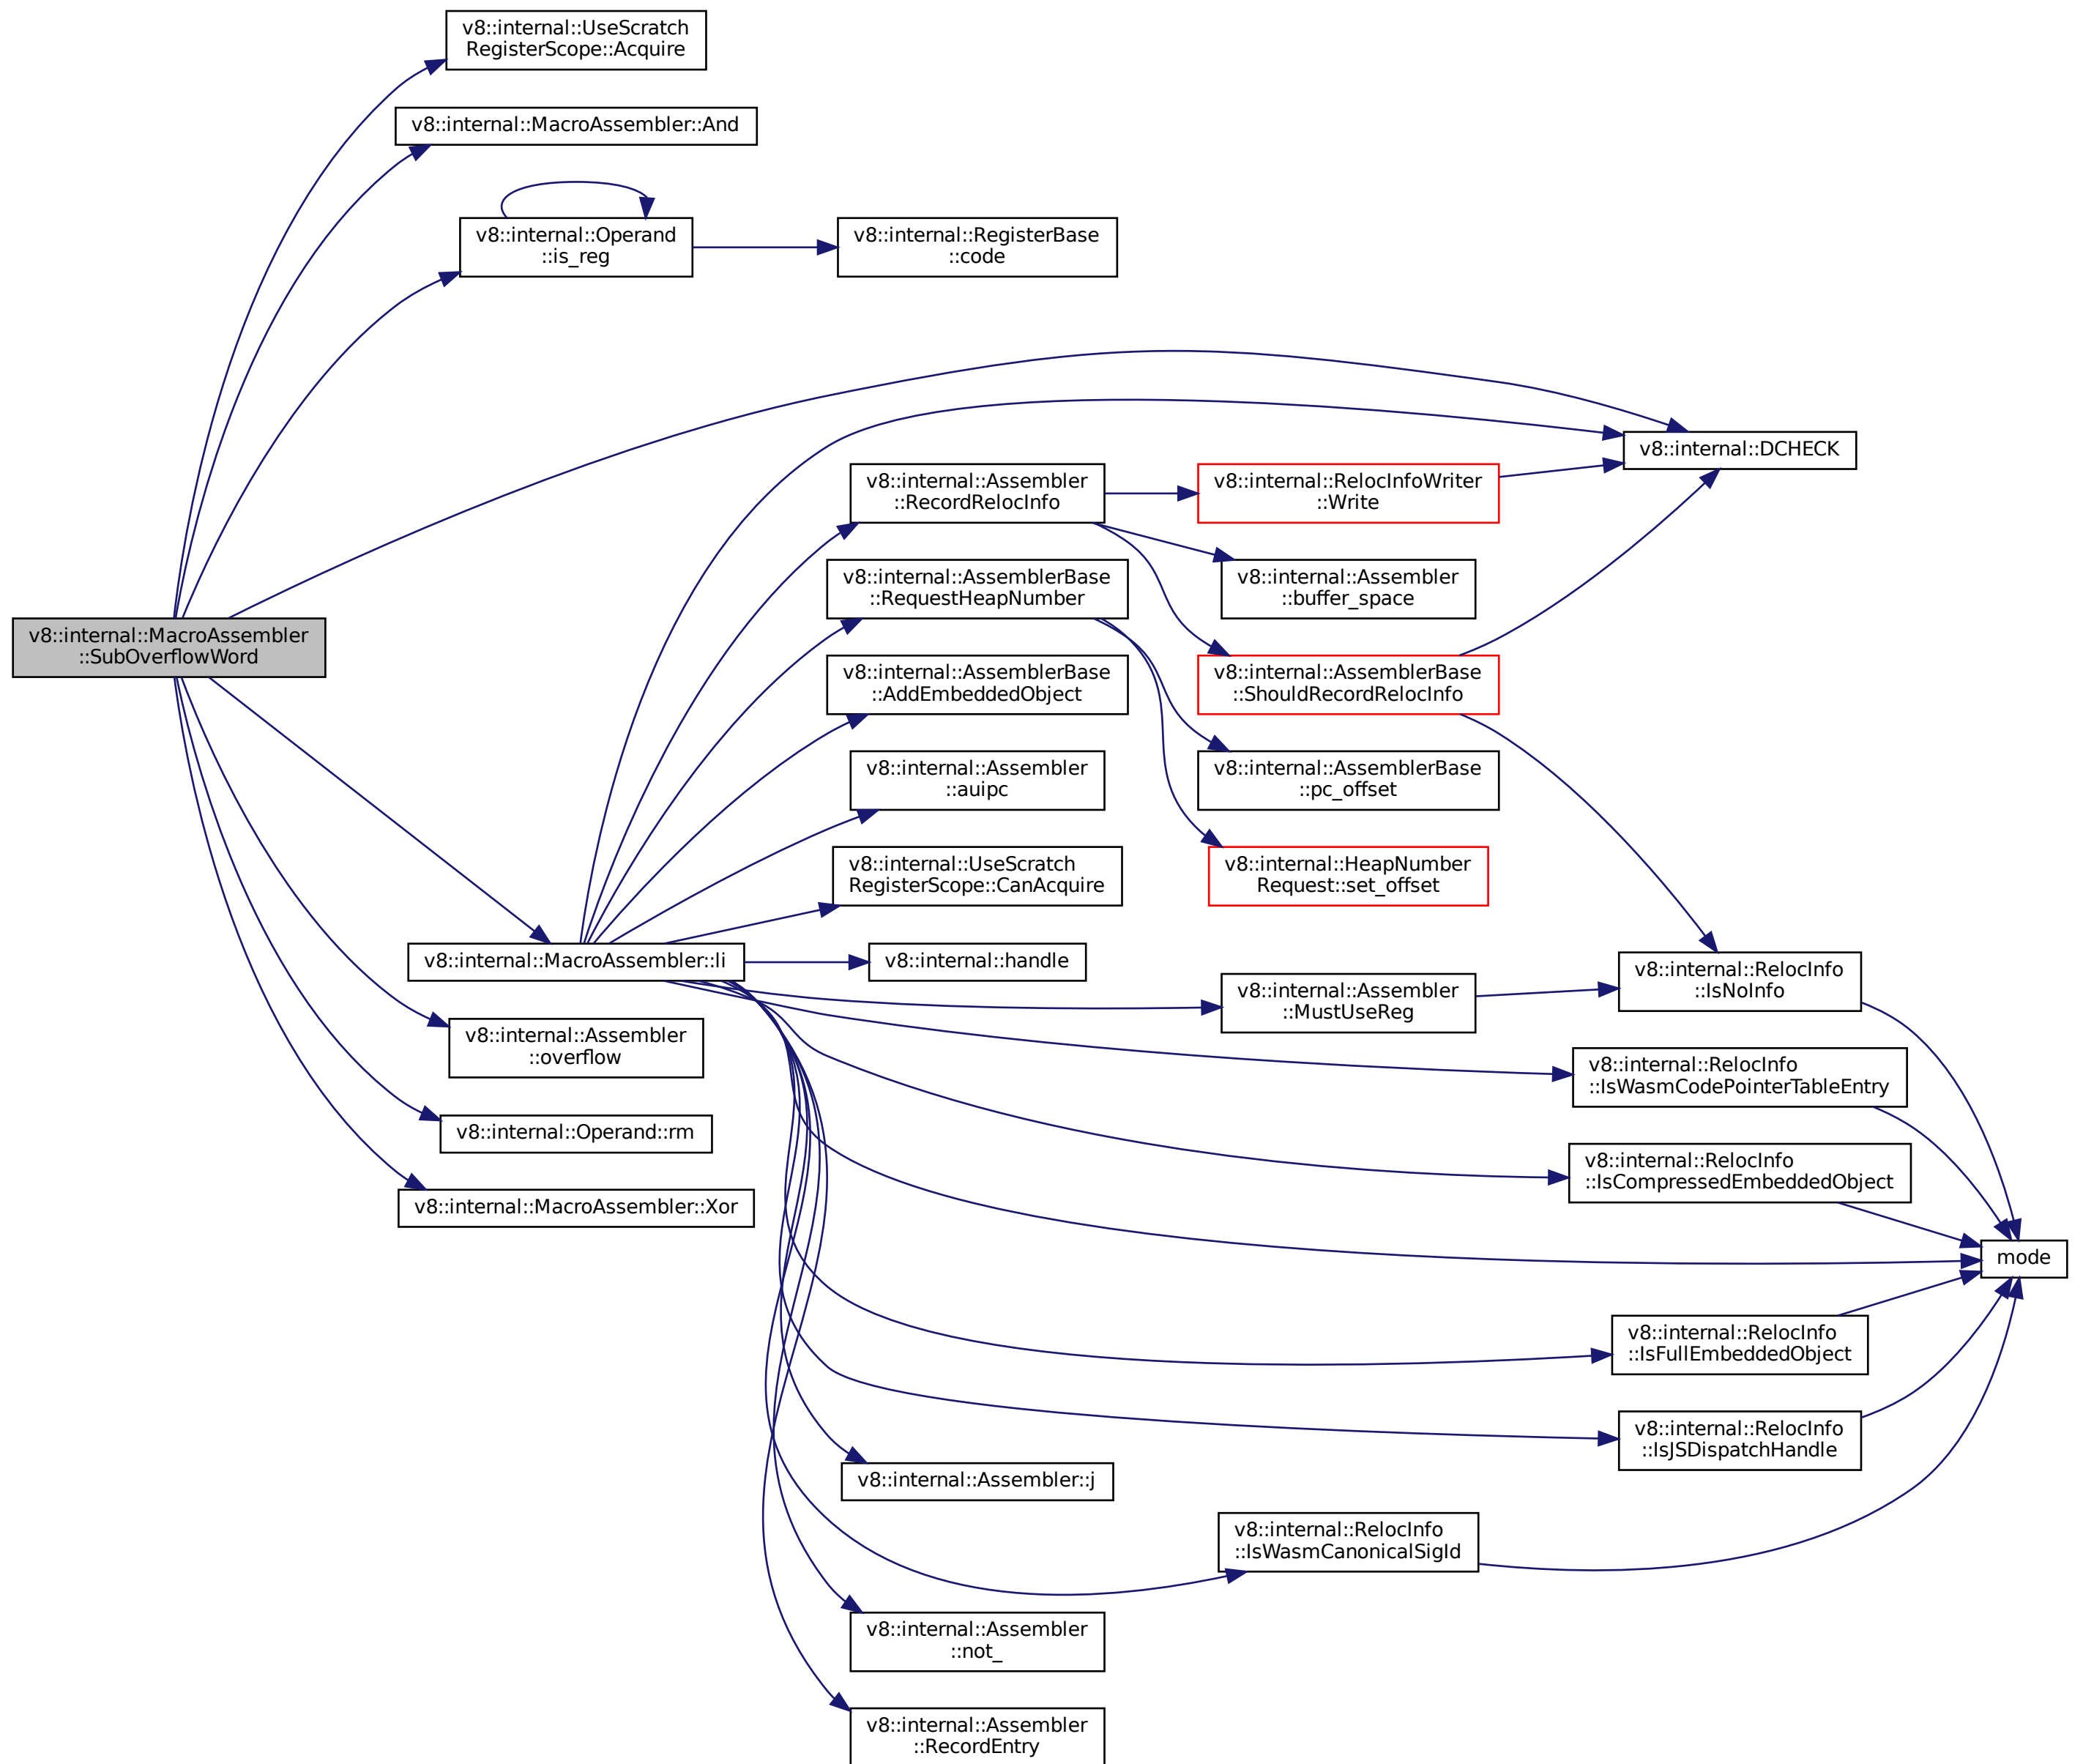 v8::internal::UseScratch
RegisterScope::Acquire
v8::internal::MacroAssembler::And
v8::internal::Operand
::is_reg
v8::internal::RegisterBase
::code
v8::internal::DCHECK
v8::internal::Assembler
::RecordRelocInfo
v8::internal::RelocInfoWriter
::Write
v8::internal::AssemblerBase
::RequestHeapNumber
v8::internal::Assembler
::buffer_space
v8::internal::MacroAssembler
::SubOverflowWord
v8::internal::AssemblerBase
::AddEmbeddedObject
v8::internal::AssemblerBase
::ShouldRecordRelocInfo
v8::internal::Assembler
::auipc
v8::internal::AssemblerBase
::pc_offset
v8::internal::UseScratch
RegisterScope::CanAcquire
v8::internal::HeapNumber
Request::set_offset
v8::internal::MacroAssembler::li
v8::internal::handle
v8::internal::Assembler
::MustUseReg
v8::internal::RelocInfo
::IsNoInfo
v8::internal::Assembler
::overflow
v8::internal::RelocInfo
::IsWasmCodePointerTableEntry
v8::internal::Operand::rm
v8::internal::RelocInfo
::IsCompressedEmbeddedObject
v8::internal::MacroAssembler::Xor
mode
v8::internal::RelocInfo
::IsFullEmbeddedObject
v8::internal::RelocInfo
::IsJSDispatchHandle
v8::internal::Assembler::j
v8::internal::RelocInfo
::IsWasmCanonicalSigId
v8::internal::Assembler
::not_
v8::internal::Assembler
::RecordEntry